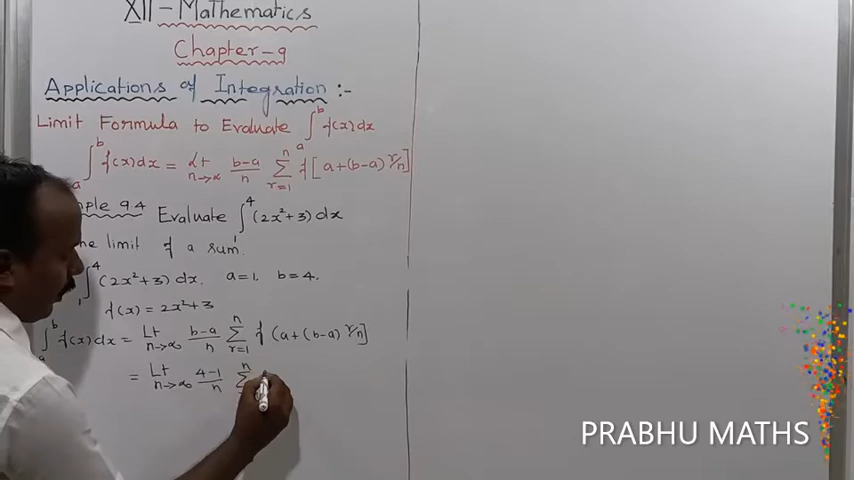 XII - Mathematics
Chapter-9
Applications of Integration :-
Limit Formula to Evaluate ∫_a^b f(x)dx
∫_a^b f(x)dx = Lt_{n→∞} (b-a)/n Σ_{r=1}^n f[a+(b-a) r/n]
9.4 Evaluate ∫_1^4 (2x²+3) dx
limit of a sum.
∫_1^4 (2x²+3) dx. a=1, b=4.
f(x) = 2x²+3
∫_a^b f(x)dx = Lt_{n→∞} (b-a)/n Σ_{r=1}^n f (a+(b-a) r/n]
= Lt_{n→∞} (4-1)/n Σ^n
PRABHU MATHS